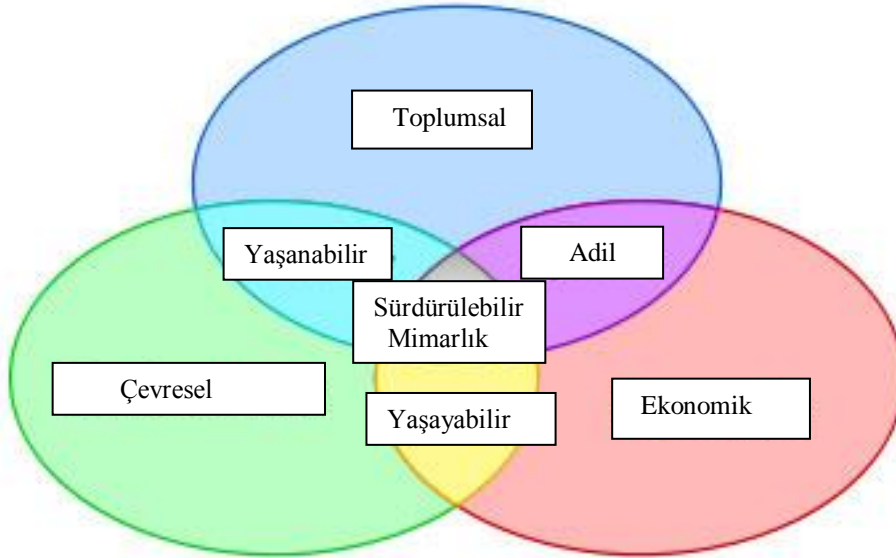 Toplumsal
Yaşanabilir
Adil
Sürdürülebilir
Mimarlık
Çevresel
Yaşayabilir
Ekonomik